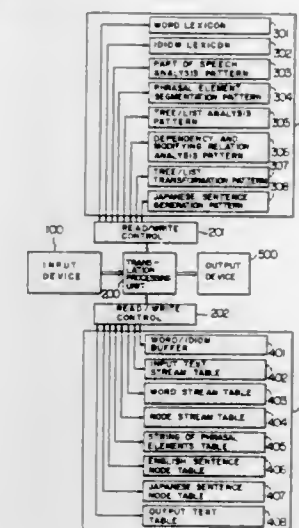 WORD LEXICON
301
IDIOM LEXICON
302
PART OF SPEECH
ANALYSIS PATTERN
303
PHRASAL ELEMENT
SEGMENTATION PATTERN
304
TREE/LIST ANALYSIS
PATTERN
305
DEPENDENCY AND
MODIFYING RELATION
ANALYSIS PATTERN
306
307
TREE/LIST
TRANSFORMATION PATTERN
308
JAPANESE SENTENCE
GENERATION PATTERN
READ/WRITE
CONTROL
201
100
INPUT
DEVICE
TRANS-
LATION
PROCESSING
UNIT
200
OUTPUT
DEVICE
500
READ/WRITE
CONTROL
202
WORD/IDIOM
BUFFER
401
INPUT TEXT
STREAM TABLE
402
WORD STREAM TABLE
403
NODE STREAM TABLE
404
STRING OF PHRASAL
ELEMENTS TABLE
405
ENGLISH SENTENCE
NODE TABLE
406
JAPANESE SENTENCE
NODE TABLE
407
OUTPUT TEXT
TABLE
408